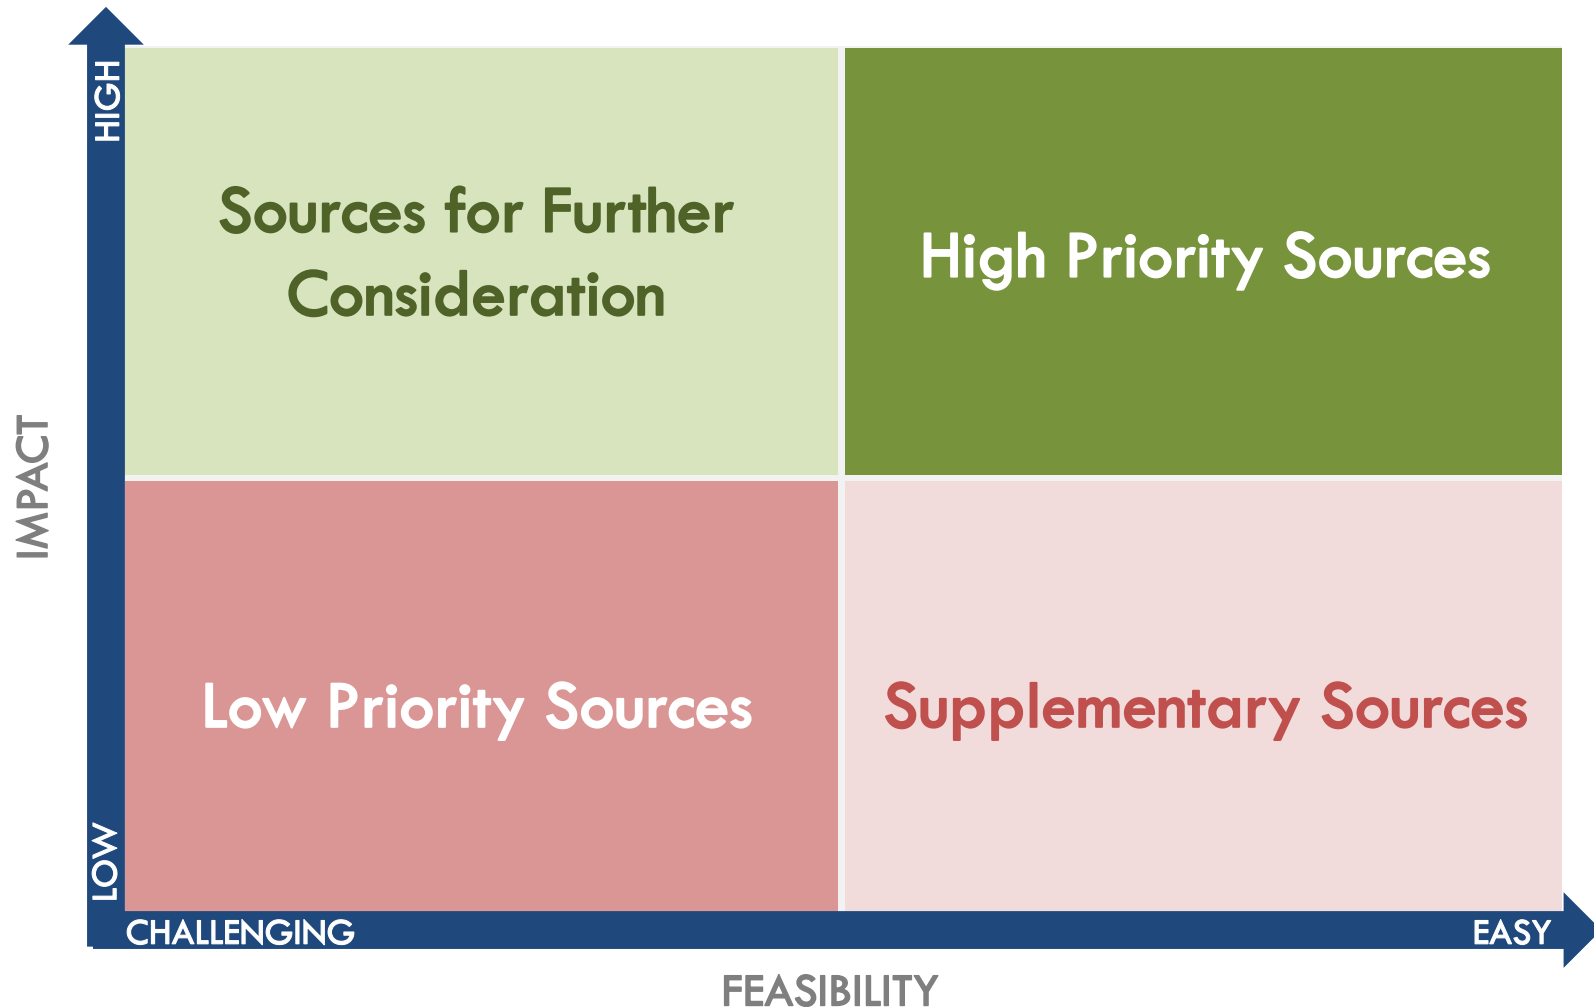 HIGH
Sources for Further
Consideration
High Priority Sources
IMPACT
Low Priority Sources
Supplementary Sources
LOW
CHALLENGING
EASY
FEASIBILITY